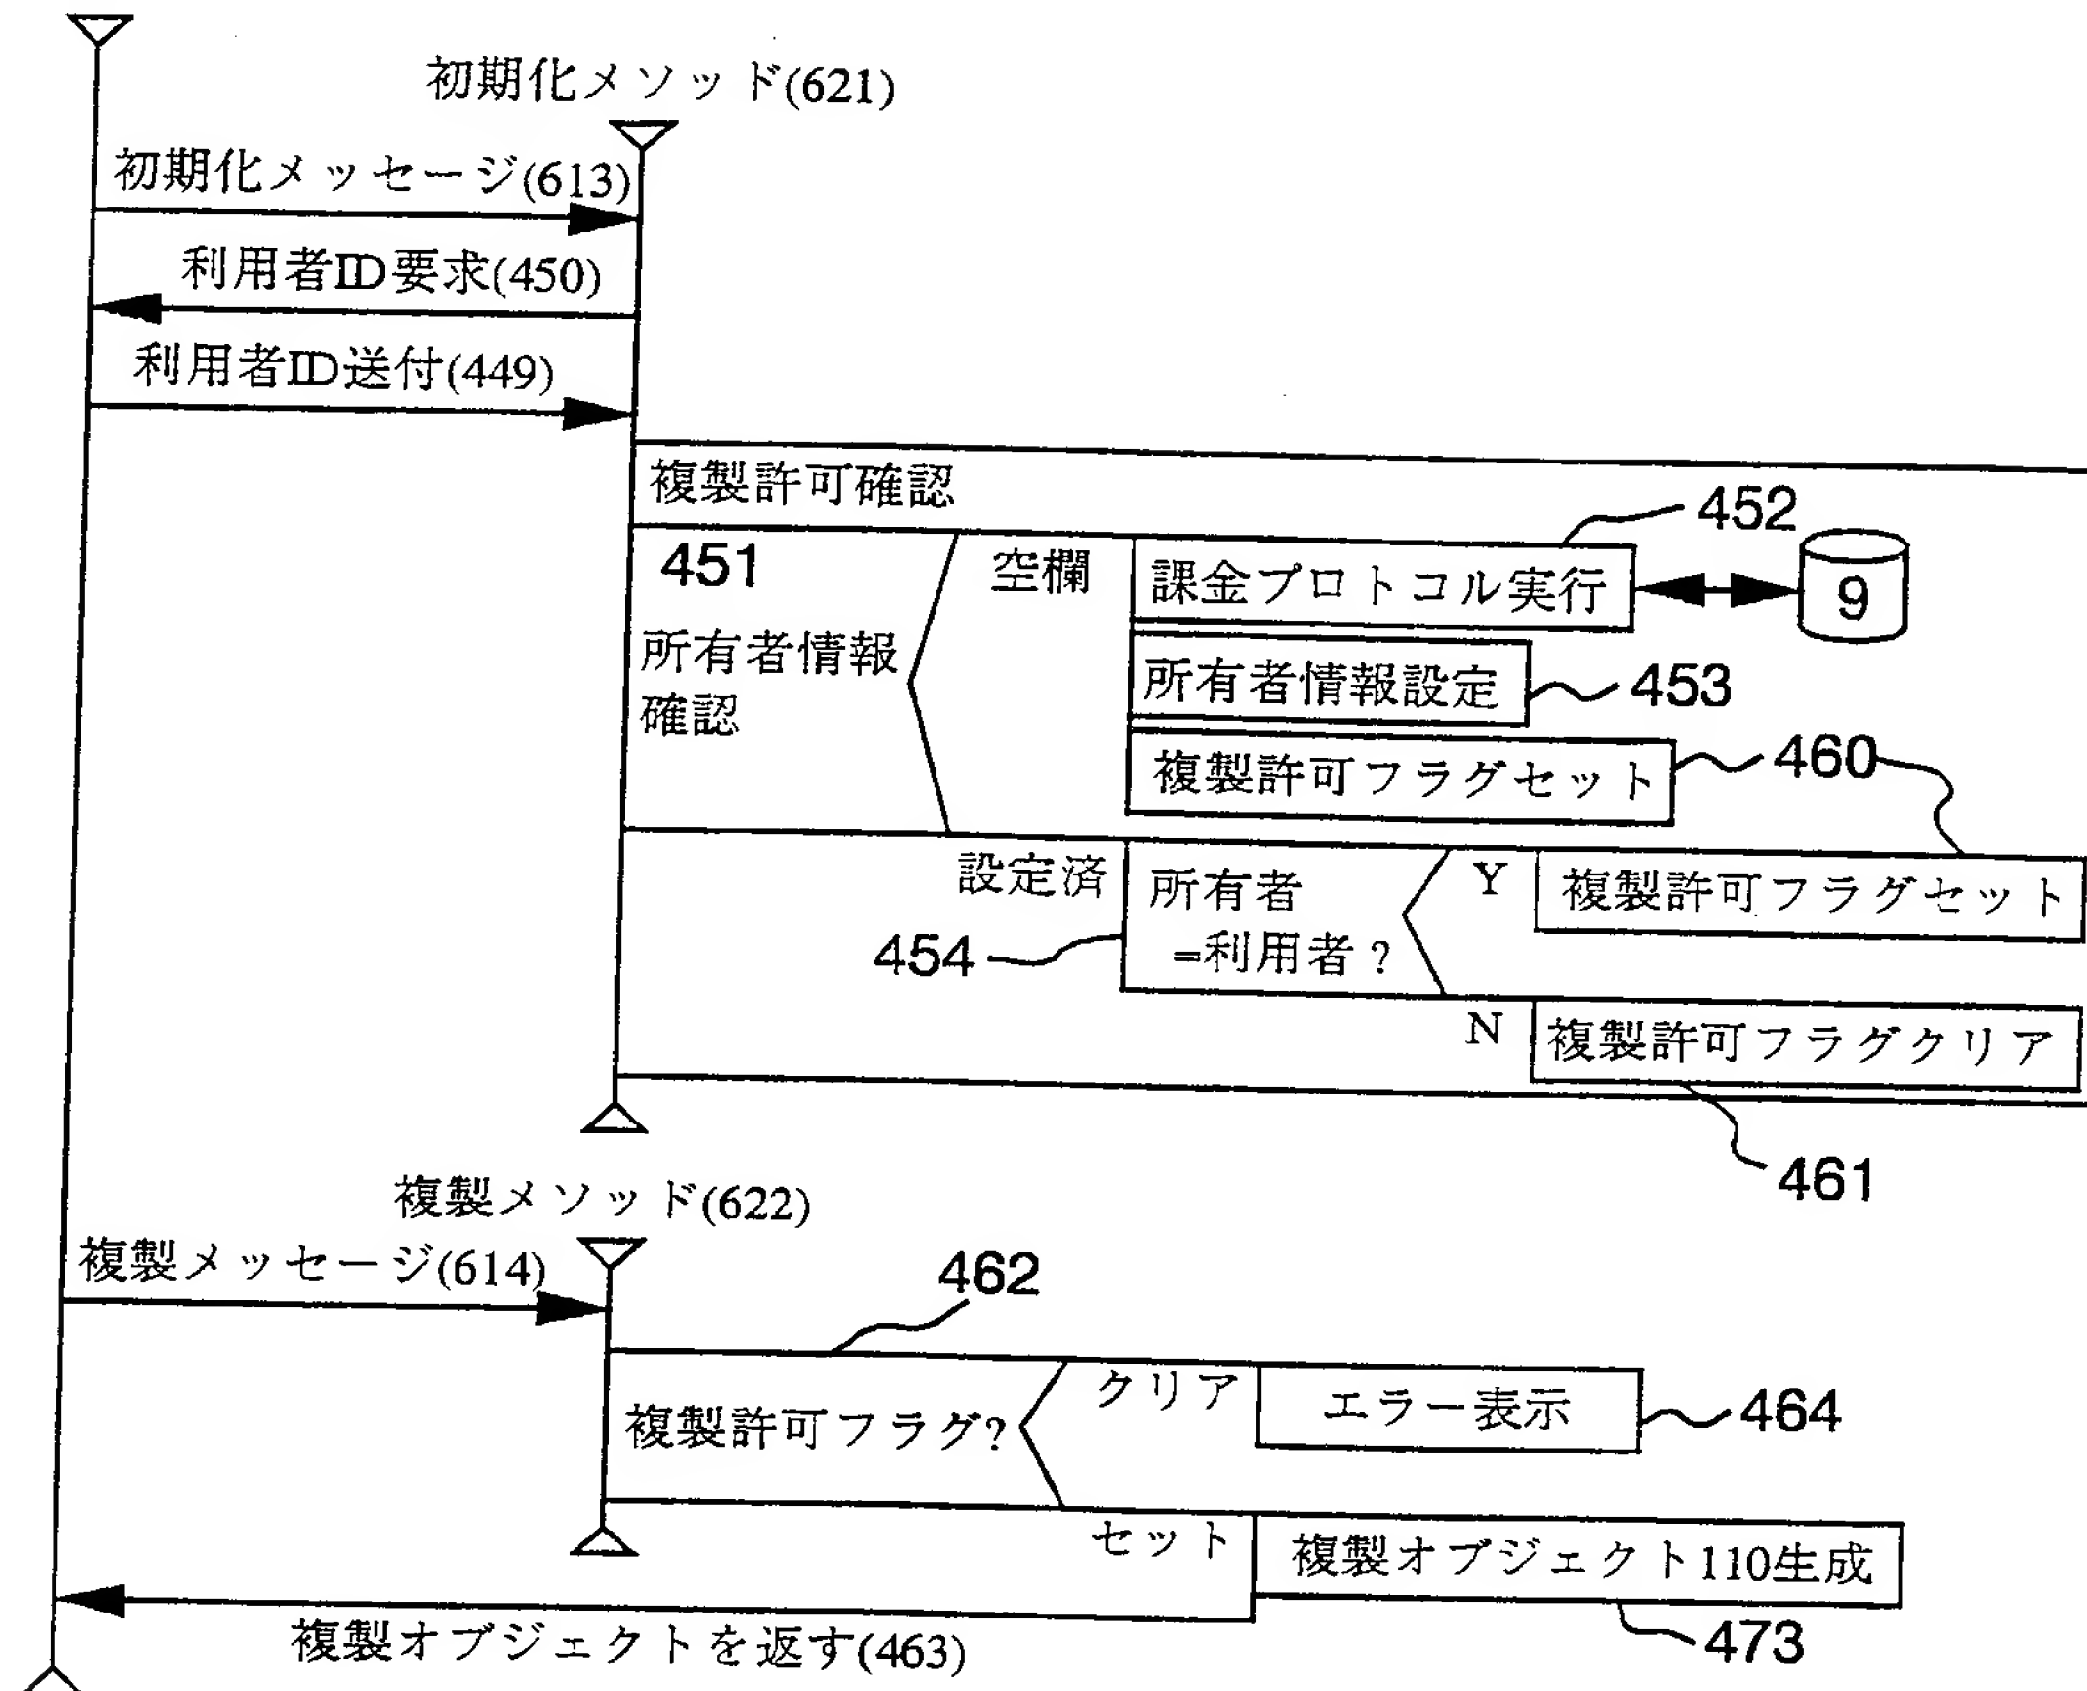 初期化メソッド(621)
初期化メッセージ(613)
利用者ID要求(450)
利用者ID送付(449)
複製許可確認
452
451
空欄
課金プロトコル実行
9
所有者情報
確認
所有者情報設定
453
複製許可フラグセット
460
設定済
所有者
=利用者?
Y
複製許可フラグセット
454
N
複製許可フラグクリア
461
複製メソッド(622)
複製メッセージ(614)
462
複製許可フラグ?
クリア
エラー表示
464
セット
複製オブジェクト110生成
複製オブジェクトを返す(463)
473